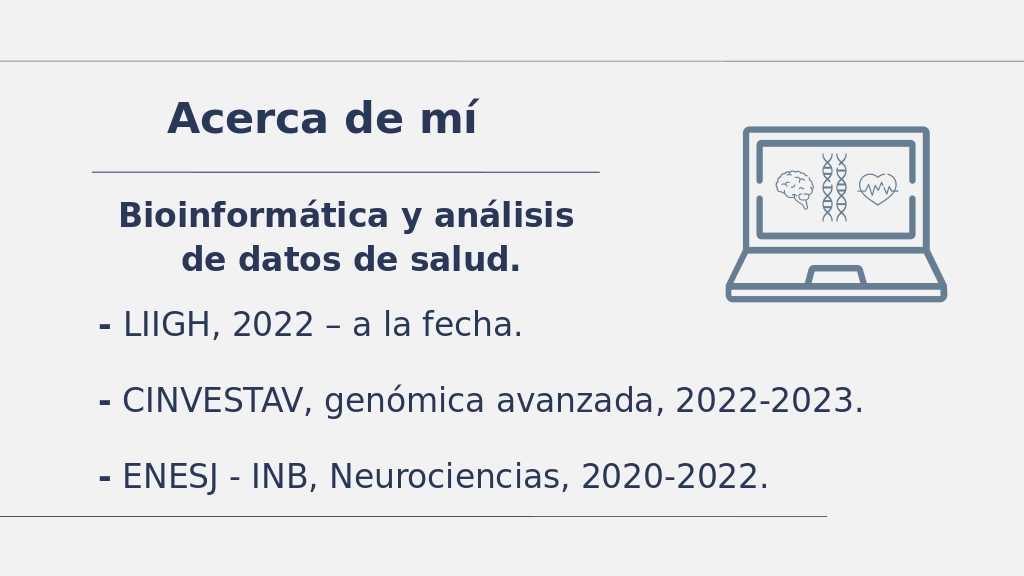 Acerca de mí
Bioinformática y análisis
de datos de salud.
- LIIGH, 2022 – a la fecha.
- CINVESTAV, genómica avanzada, 2022-2023.
- ENESJ - INB, Neurociencias, 2020-2022.